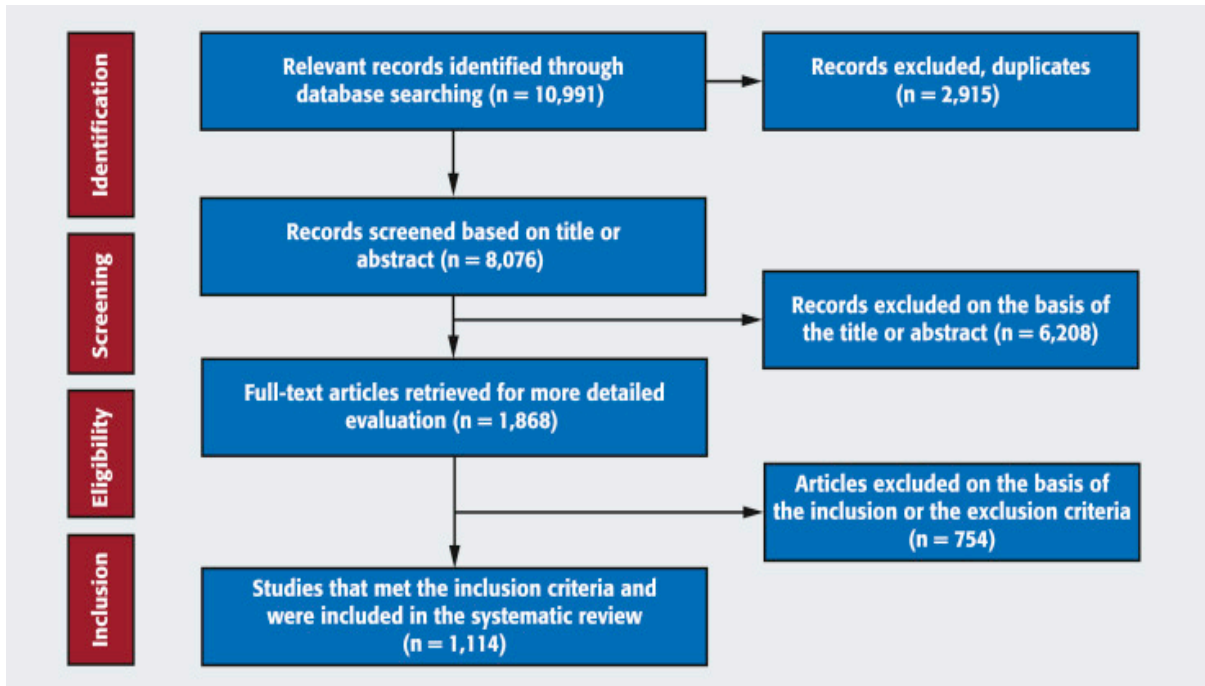 Identification
Relevant records identified through
database searching (n = 10,991)
Records excluded, duplicates
(n = 2,915)
Screening
Records screened based on title or
abstract (n = 8,076)
Records excluded on the basis of
the title or abstract (n = 6,208)
Eligibility
Full-text articles retrieved for more detailed
evaluation (n = 1,868)
Articles excluded on the basis of
the inclusion or the exclusion criteria
(n = 754)
Inclusion
Studies that met the inclusion criteria and
were included in the systematic review
(n = 1,114)